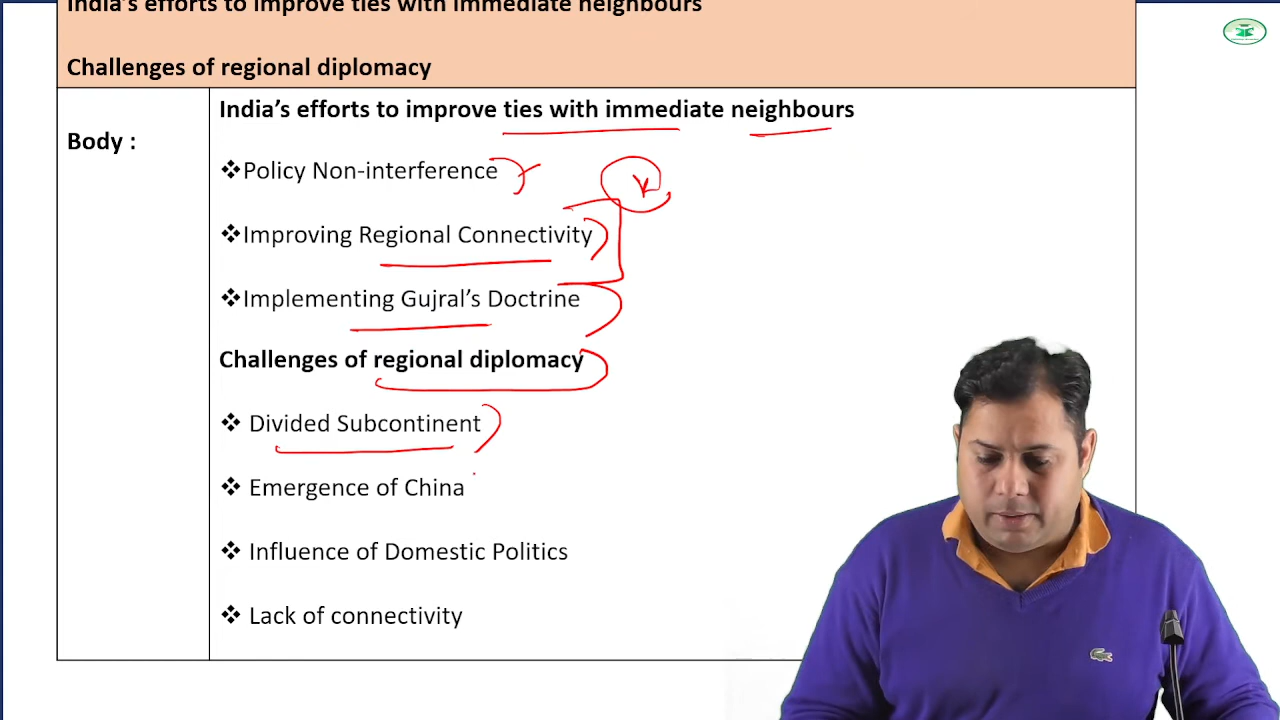 India's efforts to improve ties with immediate neighbours
Challenges of regional diplomacy
Body :
India's efforts to improve ties with immediate neighbours
❖Policy Non-interference
❖Improving Regional Connectivity
❖Implementing Gujral's Doctrine
Challenges of regional diplomacy
❖ Divided Subcontinent
❖ Emergence of China
❖ Influence of Domestic Politics
❖ Lack of connectivity